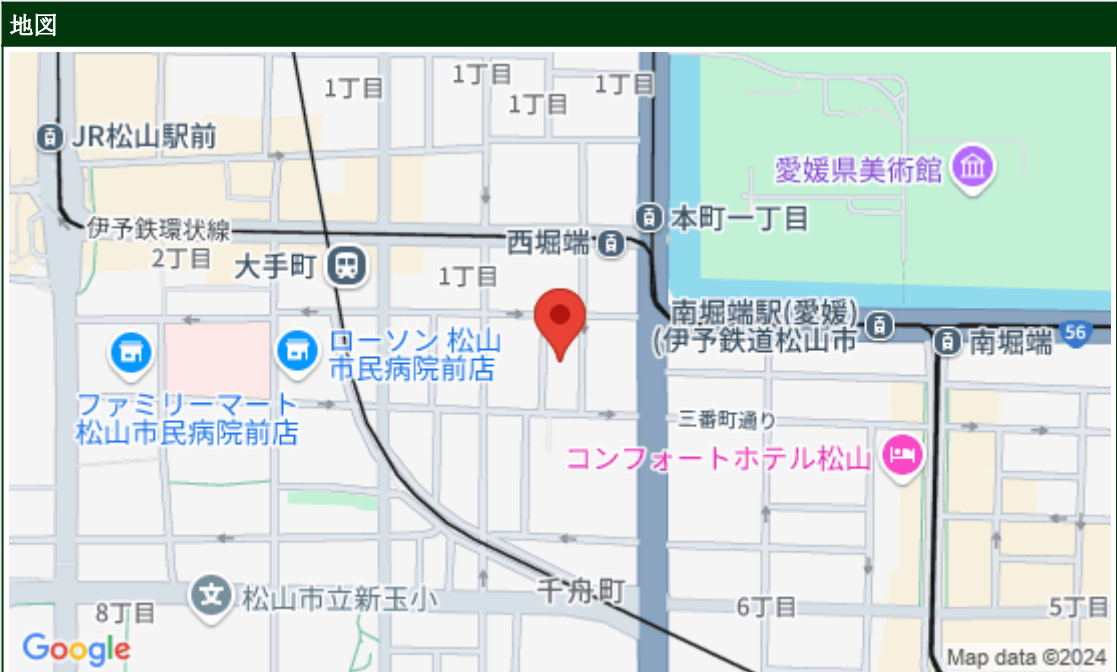 地図
1丁目
1丁目
1丁目
1丁目
JR松山駅前
愛媛県美術館
本町一丁目
伊予鉄環状線
西堀端
2丁目
大手町
1丁目
南堀端駅(愛媛)
(伊予鉄道松山市
南堀端
56
ローソン 松山
市民病院前店
ファミリーマート
松山市民病院前店
三番町通り
コンフォートホテル松山
文
松山市立新玉小
千舟町
8丁目
6丁目
5丁目
Google
Map data ©2024